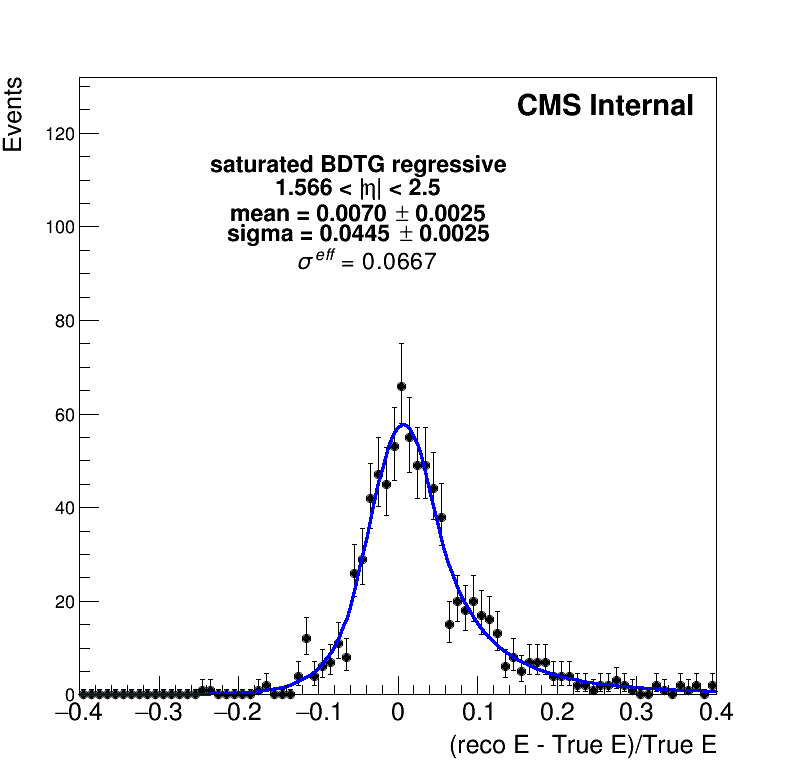 CMS Internal
Events
saturated BDTG regressive
1.566 < |η| < 2.5
mean = 0.0070 ± 0.0025
sigma = 0.0445 ± 0.0025
σ^eff = 0.0667
120
100
80
60
40
20
0
−0.4 −0.3 −0.2 −0.1 0 0.1 0.2 0.3 0.4
(reco E - True E)/True E